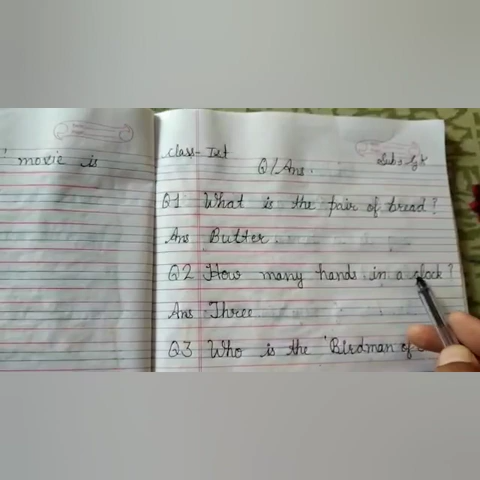 ' movie is
Class - Ist
Sub : G.K
Q/Ans.
Q1 What is the pair of bread?
Ans Butter.
Q2 How many hands in a clock?
Ans Three
Q3 Who is the 'Birdman of